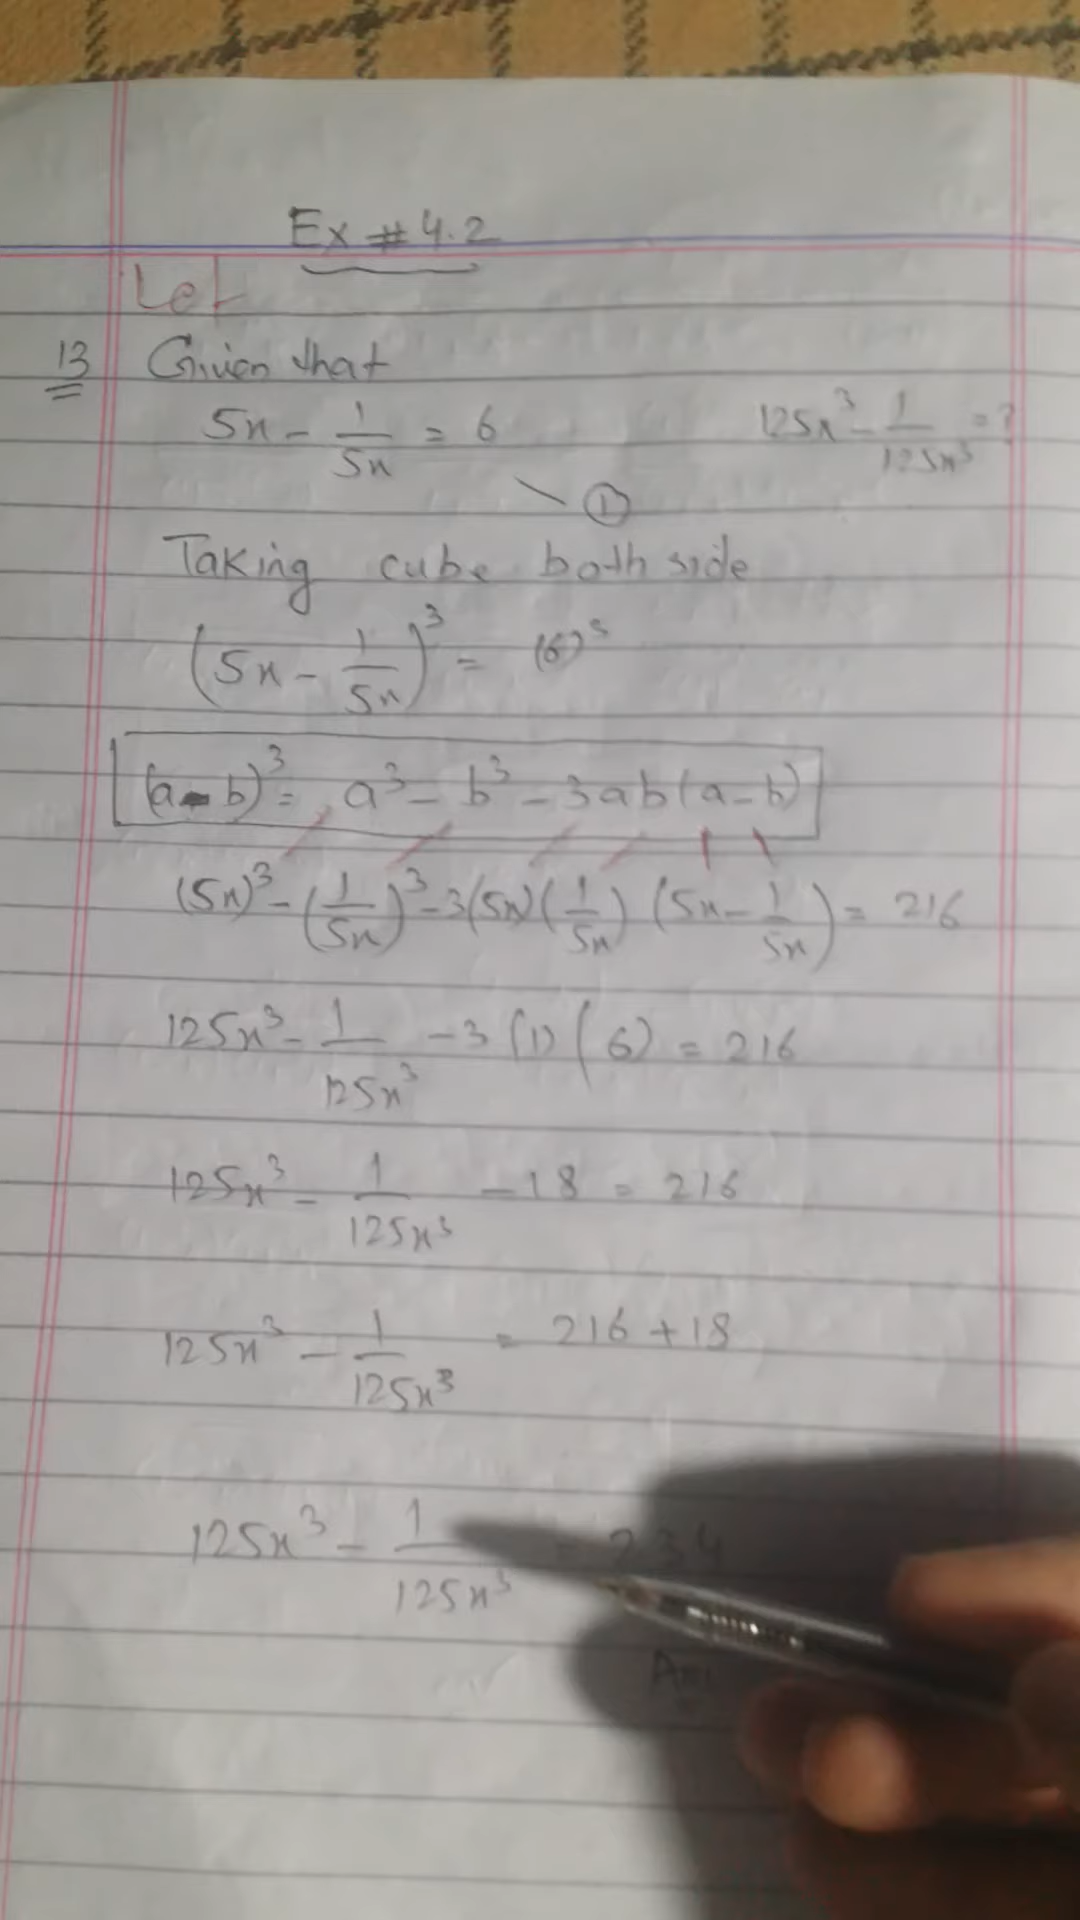 Ex # 4.2
Let
13 Given that
5x - 1/5x = 6    125x³ - 1/125x³ = ?
①
Taking cube both side
(5x - 1/5x)³ = (6)³
(a - b)³ = a³ - b³ - 3ab(a - b)
(5x)³ - (1/5x)³ - 3(5x)(1/5x)(5x - 1/5x) = 216
125x³ - 1/125x³ - 3(1)(6) = 216
125x³ - 1/125x³ - 18 = 216
125x³ - 1/125x³ = 216 + 18
125x³ - 1/125x³ = 234